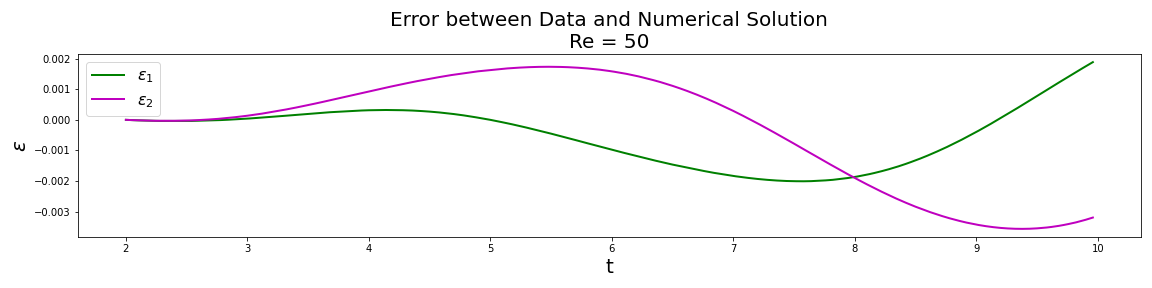 Error between Data and Numerical Solution
Re = 50
0.002
0.001
0.000
−0.001
−0.002
−0.003
ε
ε₁
ε₂
2 3 4 5 6 7 8 9 10
t